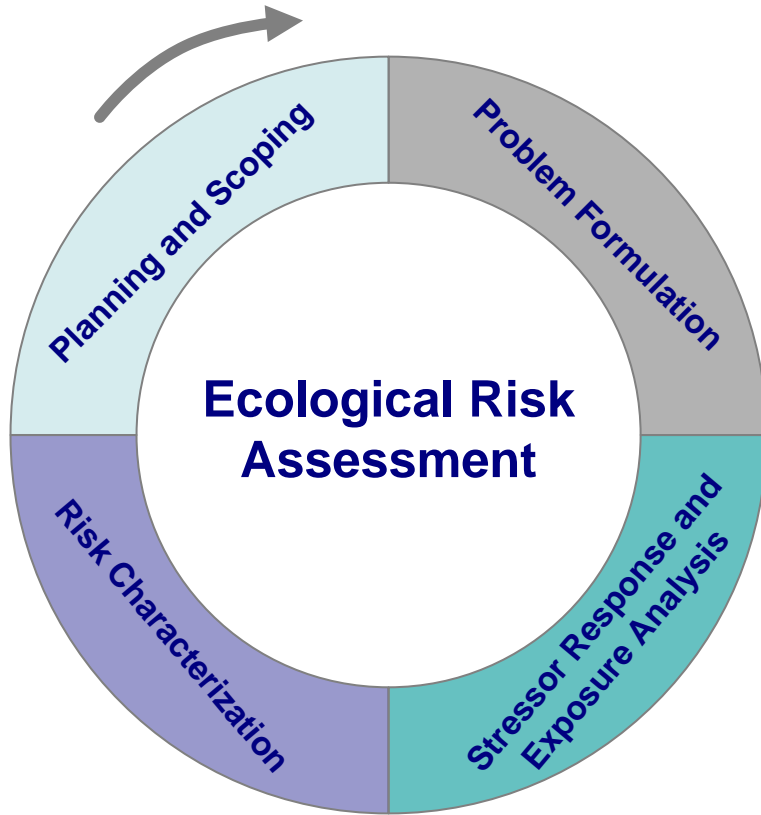 Planning and Scoping
Problem Formulation
Ecological Risk
Assessment
Stressor Response and
Exposure Analysis
Risk Characterization